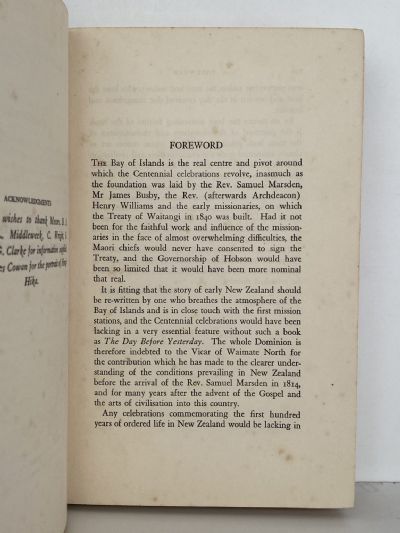 ACKNOWLEDGMENTS
wishes to thank Messrs.
Middleweek, C. Wright,
Clarke for information
Cowan for the portrait of
Hika.
FOREWORD
THE Bay of Islands is the real centre and pivot around
which the Centennial celebrations revolve, inasmuch as
the foundation was laid by the Rev. Samuel Marsden,
Mr James Busby, the Rev. (afterwards Archdeacon)
Henry Williams and the early missionaries, on which
the Treaty of Waitangi in 1840 was built. Had it not
been for the faithful work and influence of the mission-
aries in the face of almost overwhelming difficulties, the
Maori chiefs would never have consented to sign the
Treaty, and the Governorship of Hobson would have
been so limited that it would have been more nominal
that real.
It is fitting that the story of early New Zealand should
be re-written by one who breathes the atmosphere of the
Bay of Islands and is in close touch with the first mission
stations, and the Centennial celebrations would have been
lacking in a very essential feature without such a book
as The Day Before Yesterday. The whole Dominion is
therefore indebted to the Vicar of Waimate North for
the contribution which he has made to the clearer under-
standing of the conditions prevailing in New Zealand
before the arrival of the Rev. Samuel Marsden in 1814,
and for many years after the advent of the Gospel and
the arts of civilisation into this country.
Any celebrations commemorating the first hundred
years of ordered life in New Zealand would be lacking in